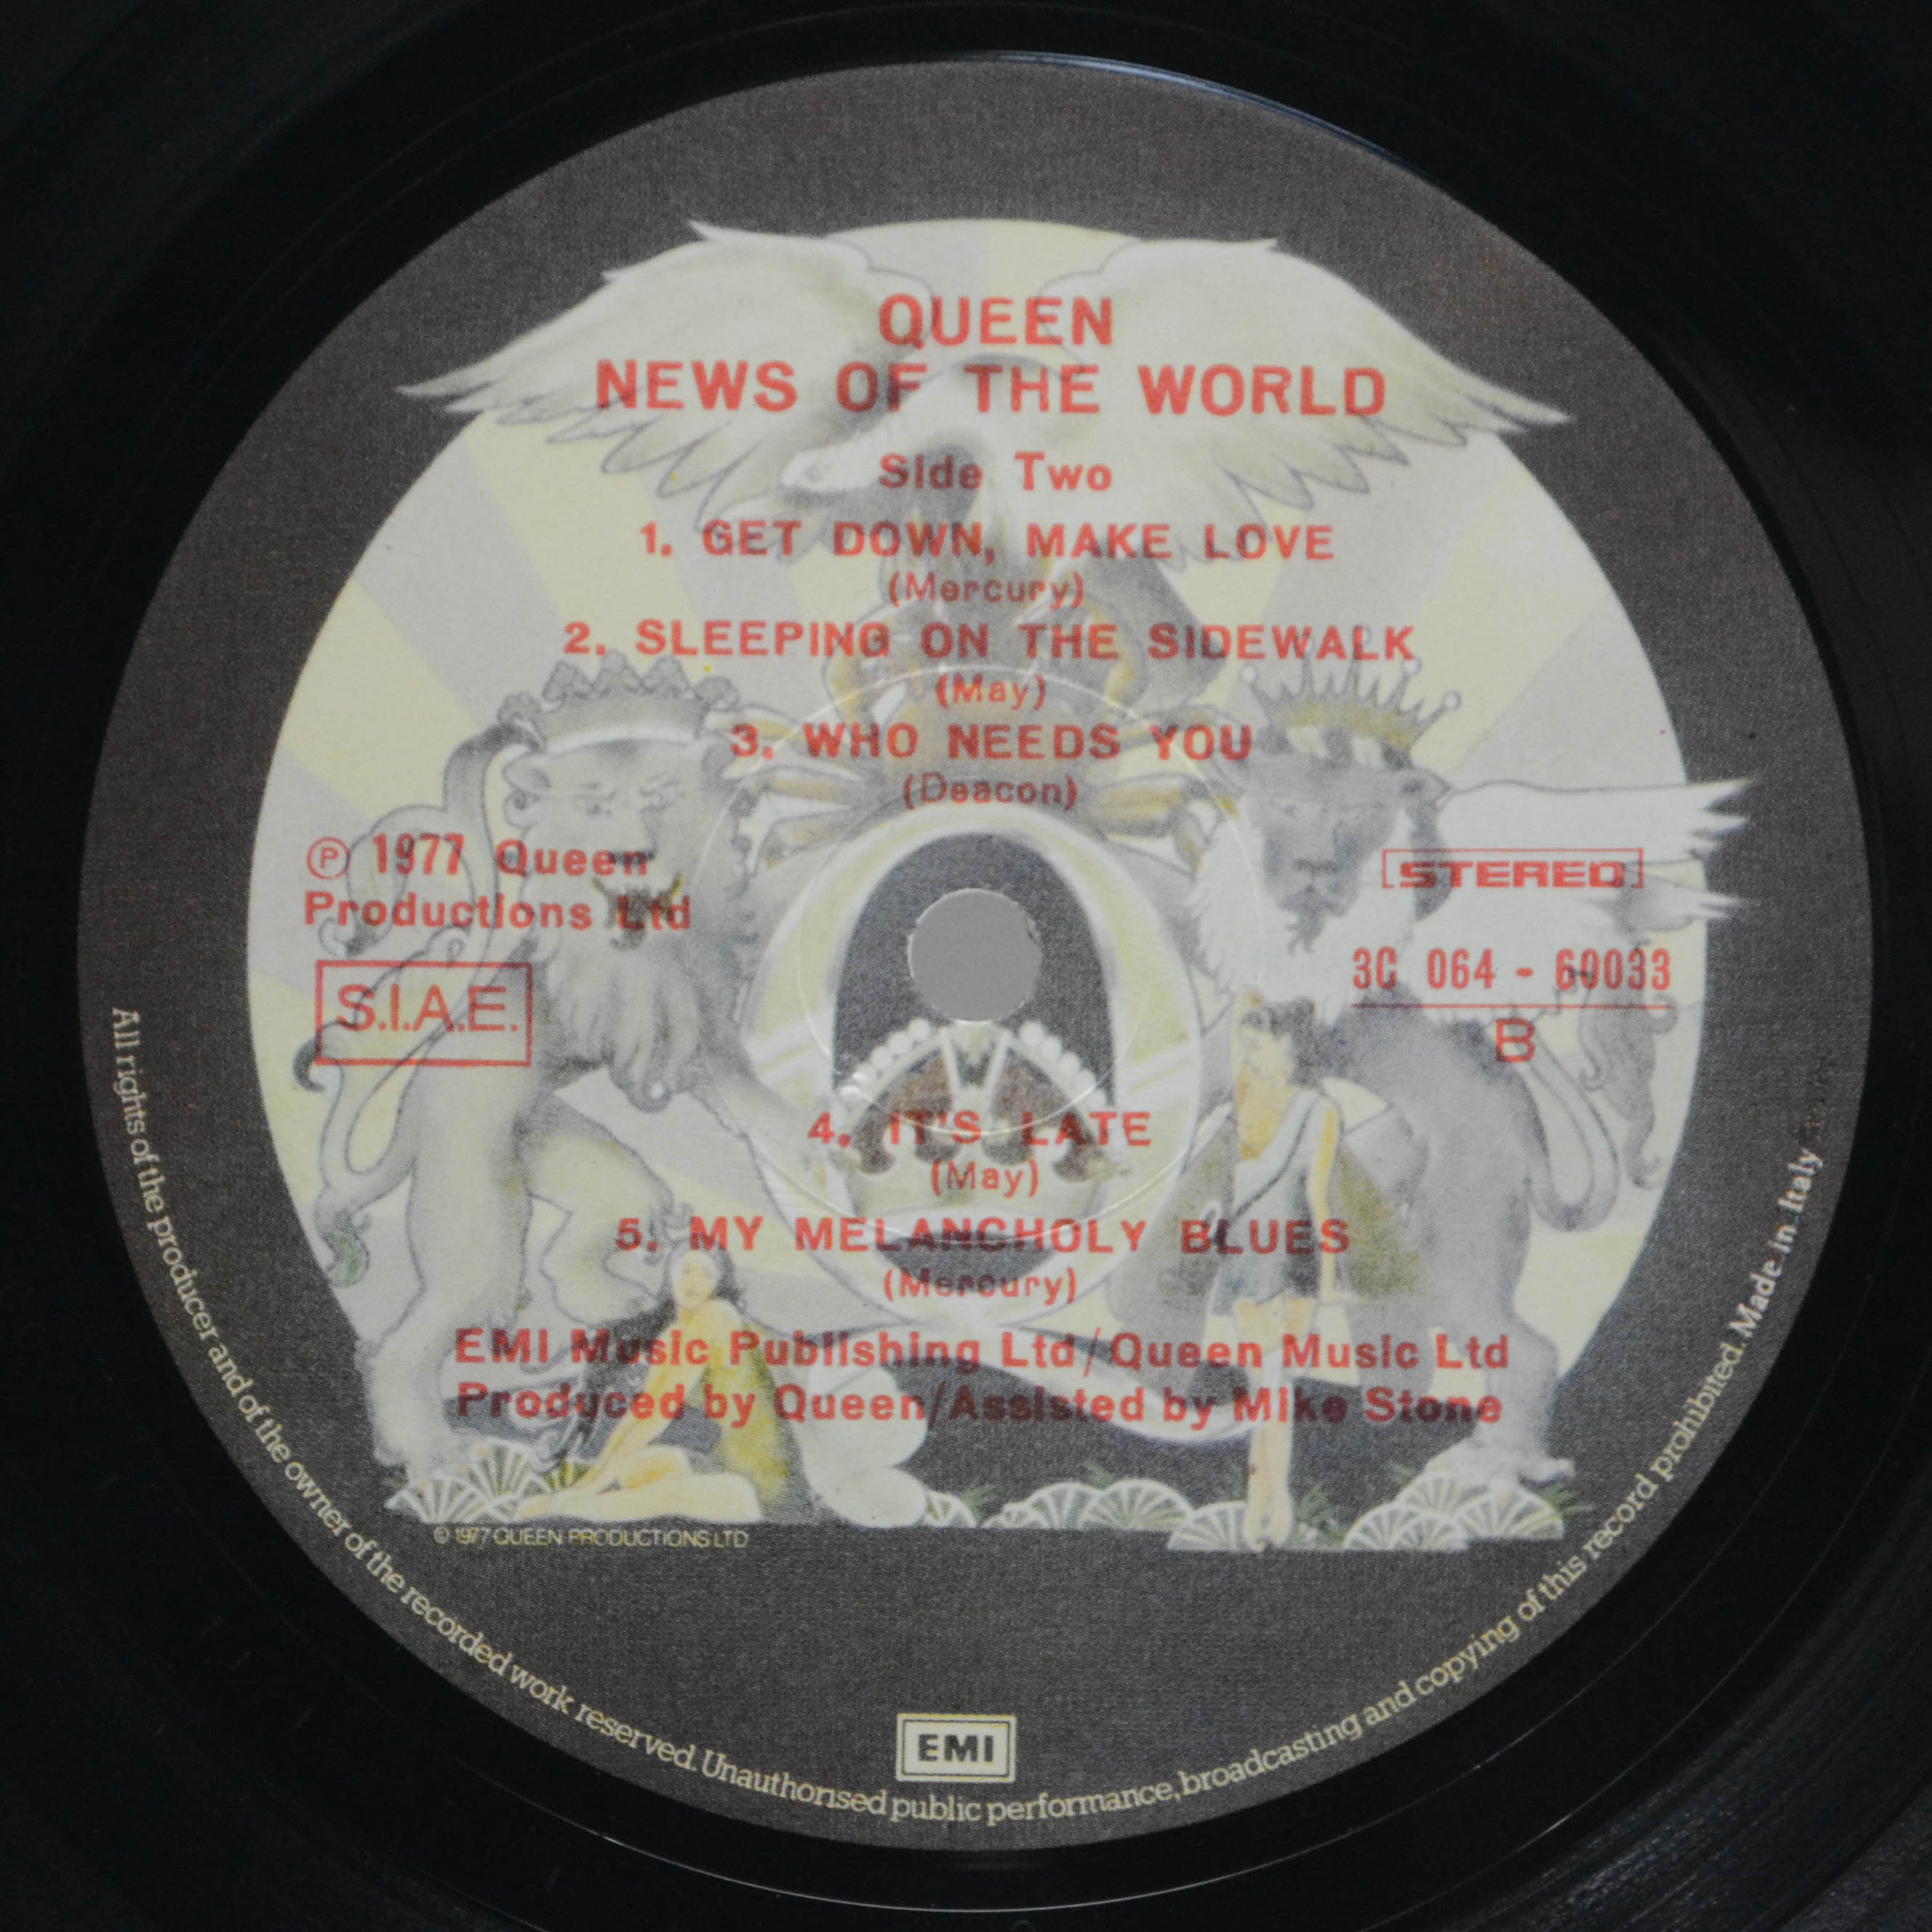 QUEEN
NEWS OF THE WORLD
Side Two
1. GET DOWN, MAKE LOVE
(Mercury)
2. SLEEPING ON THE SIDEWALK
(May)
3. WHO NEEDS YOU
(Deacon)
℗ 1977 Queen
Productions Ltd
S.I.A.E.
[STEREO]
3C 064 - 60033
B
4. IT'S LATE
(May)
5. MY MELANCHOLY BLUES
(Mercury)
EMI Music Publishing Ltd/Queen Music Ltd
Produced by Queen/Assisted by Mike Stone
© 1977 QUEEN PRODUCTIONS LTD
EMI
All rights of the producer and of the owner of the recorded work reserved. Unauthorised public performance, broadcasting and copying of this record prohibited. Made in Italy